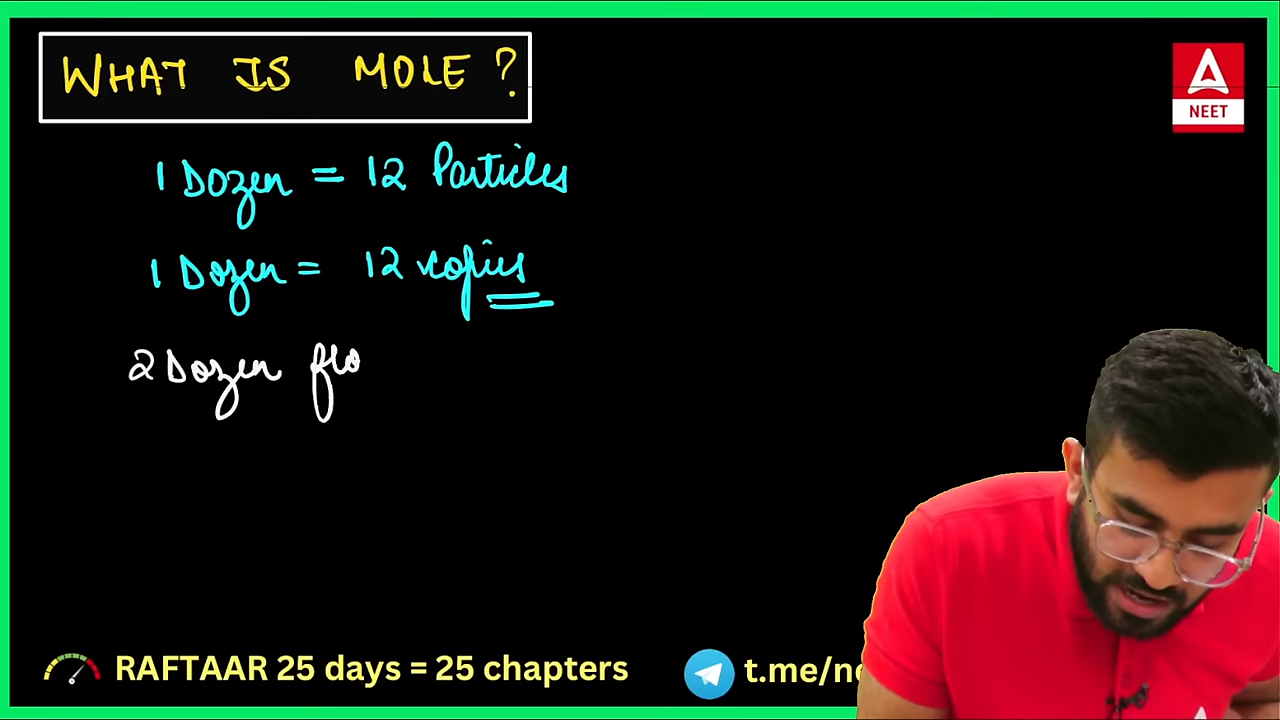 WHAT IS MOLE ?
NEET
1 Dozen = 12 Particles
1 Dozen = 12 copies
2 Dozen flo
RAFTAAR 25 days = 25 chapters
t.me/ne